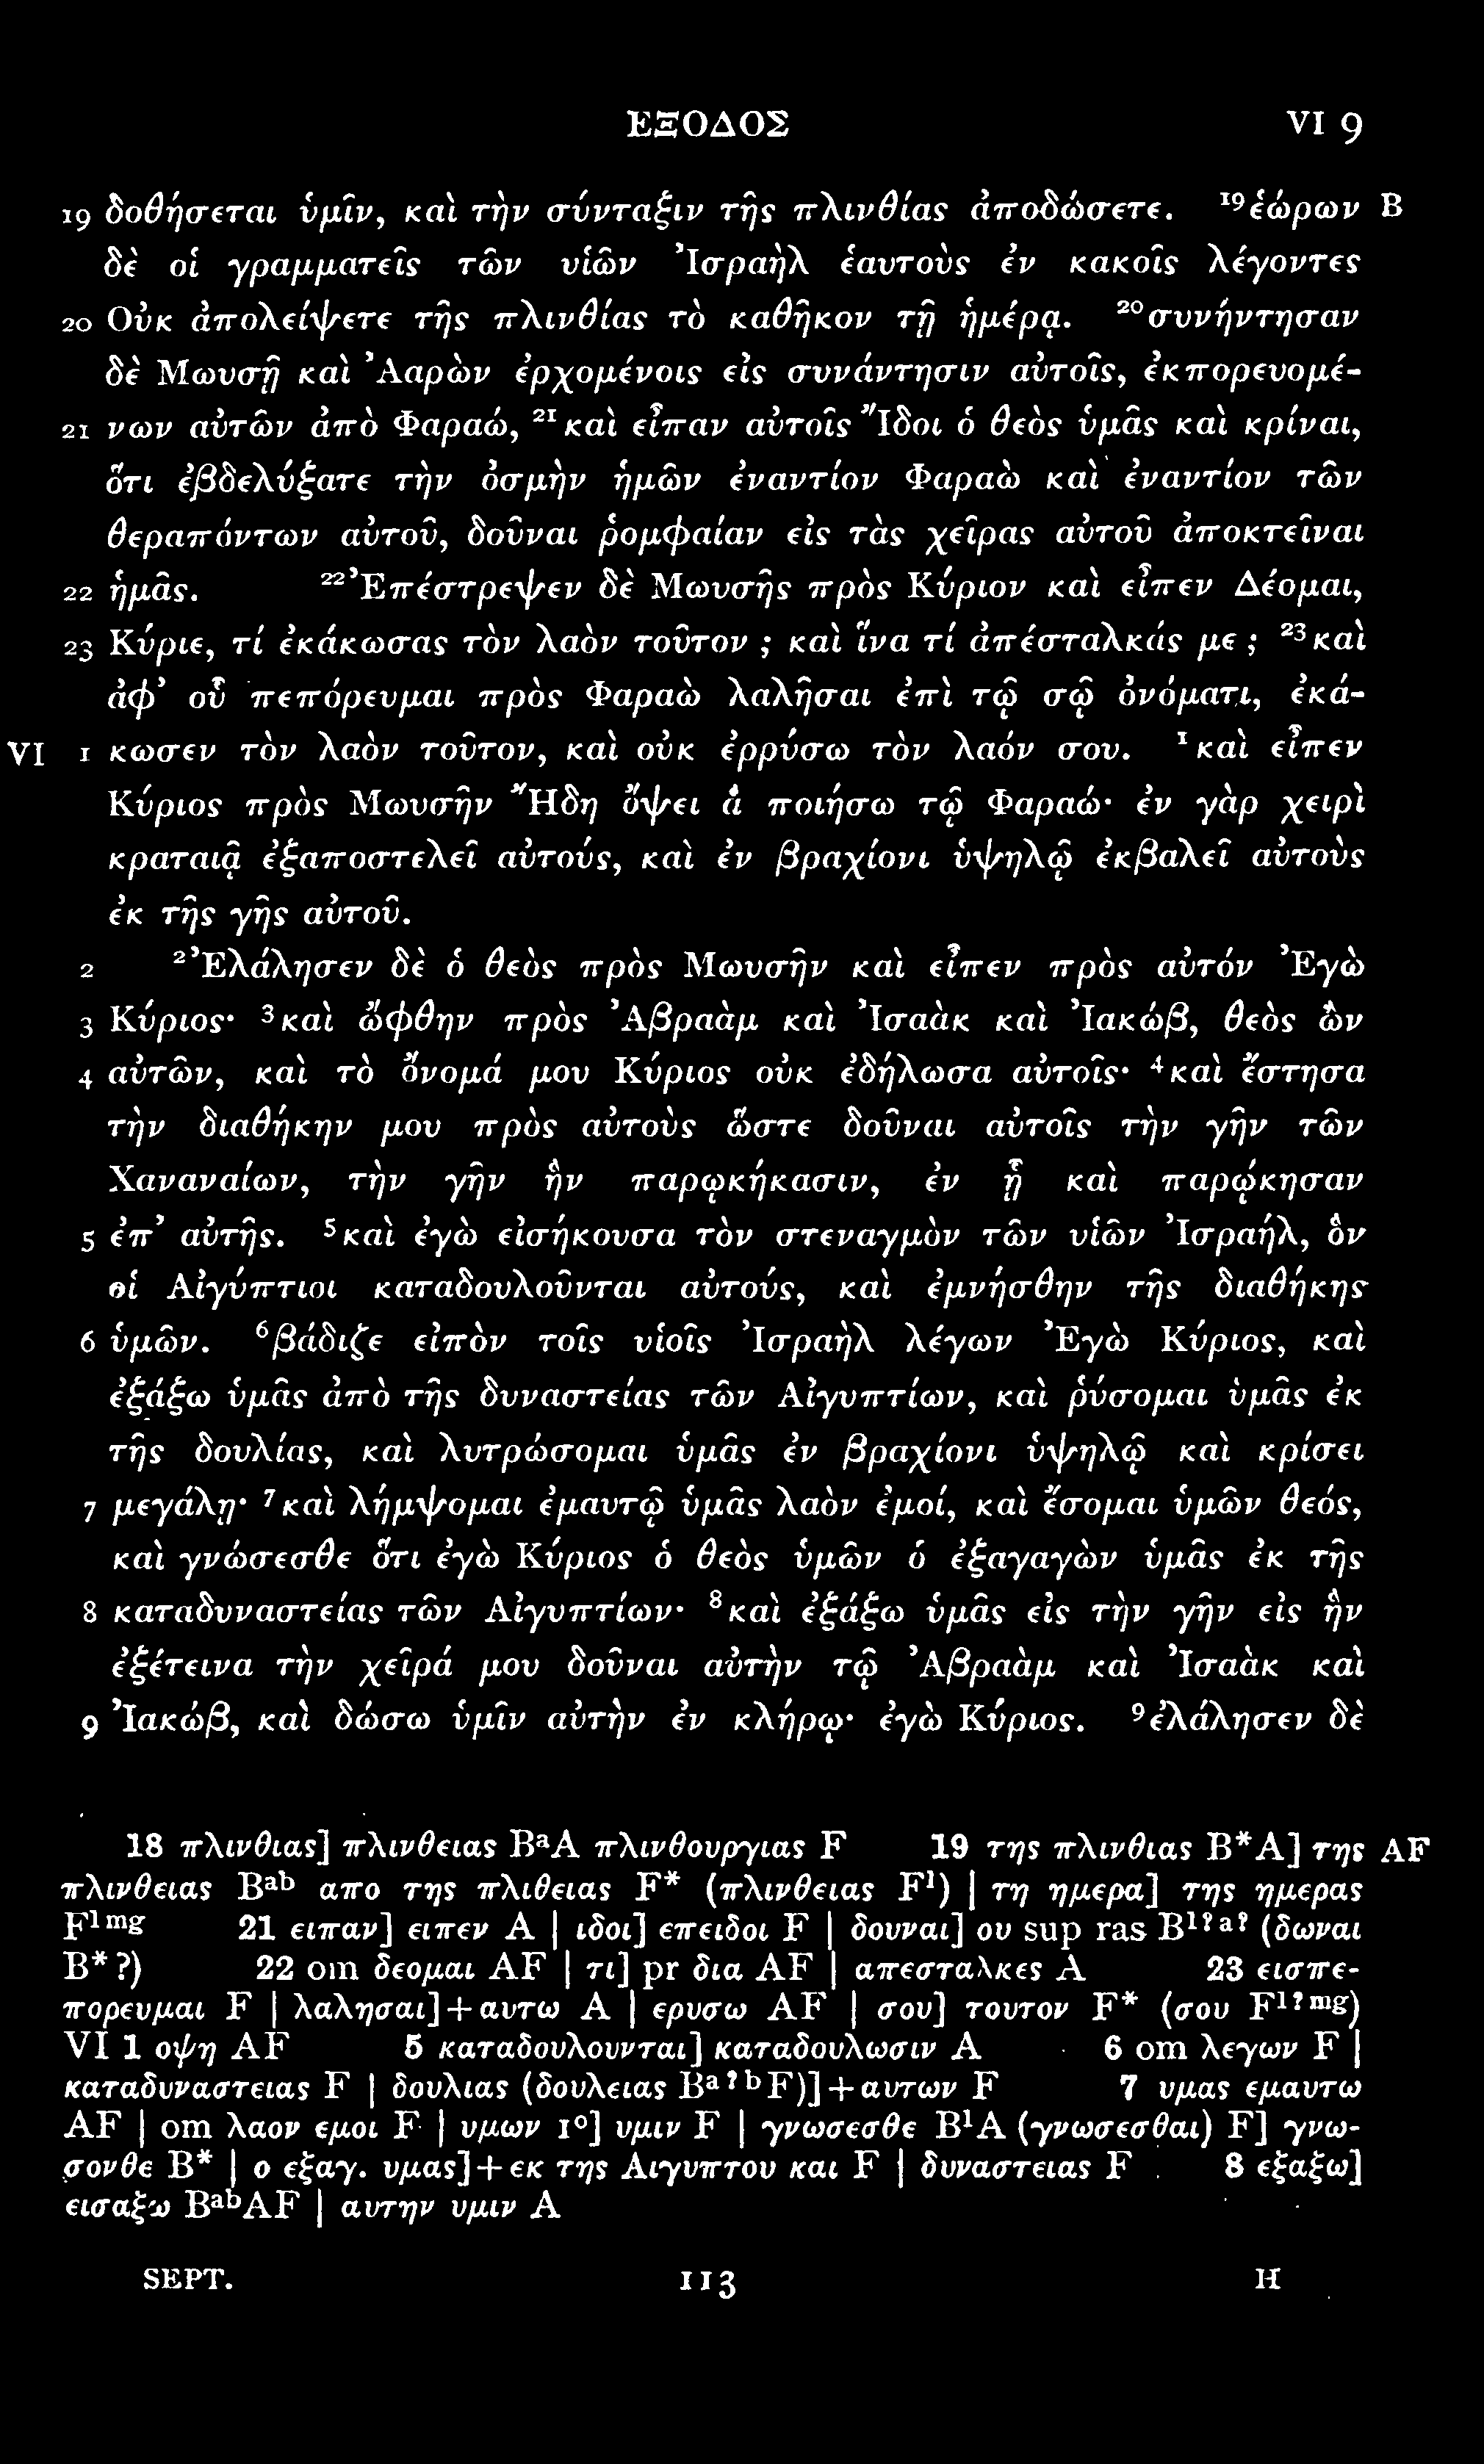 ΕΞΟΔΟΣ VI 9
19 δοθήσεται ὑμῖν, καὶ τὴν σύνταξιν τῆς πλινθίας ἀποδώσετε. ¹⁹ἑώρων B
δὲ οἱ γραμματεῖς τῶν υἱῶν Ἰσραὴλ ἑαυτοὺς ἐν κακοῖς λέγοντες
20 Οὐκ ἀπολείψετε τῆς πλινθίας τὸ καθῆκον τῇ ἡμέρᾳ. ²⁰συνήντησαν
δὲ Μωυσῇ καὶ Ἀαρὼν ἐρχομένοις εἰς συνάντησιν αὐτοῖς, ἐκπορευομέ-
21 νων αὐτῶν ἀπὸ Φαραώ, ²¹καὶ εἶπαν αὐτοῖς Ἴδοι ὁ θεὸς ὑμᾶς καὶ κρίναι,
ὅτι ἐβδελύξατε τὴν ὀσμὴν ἡμῶν ἐναντίον Φαραὼ καὶ ἐναντίον τῶν
θεραπόντων αὐτοῦ, δοῦναι ῥομφαίαν εἰς τὰς χεῖρας αὐτοῦ ἀποκτεῖναι
22 ἡμᾶς. ²²Ἐπέστρεψεν δὲ Μωυσῆς πρὸς Κύριον καὶ εἶπεν Δέομαι,
23 Κύριε, τί ἐκάκωσας τὸν λαὸν τοῦτον ; καὶ ἵνα τί ἀπέσταλκάς με ; ²³καὶ
ἀφ’ οὗ πεπόρευμαι πρὸς Φαραὼ λαλῆσαι ἐπὶ τῷ σῷ ὀνόματι, ἐκά-
VI 1 κωσεν τὸν λαὸν τοῦτον, καὶ οὐκ ἐρρύσω τὸν λαόν σου. ¹καὶ εἶπεν
Κύριος πρὸς Μωυσῆν Ἤδη ὄψει ἃ ποιήσω τῷ Φαραώ· ἐν γὰρ χειρὶ
κραταιᾷ ἐξαποστελεῖ αὐτούς, καὶ ἐν βραχίονι ὑψηλῷ ἐκβαλεῖ αὐτοὺς
ἐκ τῆς γῆς αὐτοῦ.
2 ²Ἐλάλησεν δὲ ὁ θεὸς πρὸς Μωυσῆν καὶ εἶπεν πρὸς αὐτόν Ἐγὼ
3 Κύριος· ³καὶ ὤφθην πρὸς Ἀβραὰμ καὶ Ἰσαὰκ καὶ Ἰακώβ, θεὸς ὢν
4 αὐτῶν, καὶ τὸ ὄνομά μου Κύριος οὐκ ἐδήλωσα αὐτοῖς· ⁴καὶ ἔστησα
τὴν διαθήκην μου πρὸς αὐτοὺς ὥστε δοῦναι αὐτοῖς τὴν γῆν τῶν
Χαναναίων, τὴν γῆν ἣν παρῳκήκασιν, ἐν ᾗ καὶ παρῴκησαν
5 ἐπ’ αὐτῆς. ⁵καὶ ἐγὼ εἰσήκουσα τὸν στεναγμὸν τῶν υἱῶν Ἰσραήλ, ὃν
οἱ Αἰγύπτιοι καταδουλοῦνται αὐτούς, καὶ ἐμνήσθην τῆς διαθήκης
6 ὑμῶν. ⁶βάδιζε εἰπὸν τοῖς υἱοῖς Ἰσραὴλ λέγων Ἐγὼ Κύριος, καὶ
ἐξάξω ὑμᾶς ἀπὸ τῆς δυναστείας τῶν Αἰγυπτίων, καὶ ῥύσομαι ὑμᾶς ἐκ
τῆς δουλίας, καὶ λυτρώσομαι ὑμᾶς ἐν βραχίονι ὑψηλῷ καὶ κρίσει
7 μεγάλῃ· ⁷καὶ λήμψομαι ἐμαυτῷ ὑμᾶς λαὸν ἐμοί, καὶ ἔσομαι ὑμῶν θεός,
καὶ γνώσεσθε ὅτι ἐγὼ Κύριος ὁ θεὸς ὑμῶν ὁ ἐξαγαγὼν ὑμᾶς ἐκ τῆς
8 καταδυναστείας τῶν Αἰγυπτίων· ⁸καὶ ἐξάξω ὑμᾶς εἰς τὴν γῆν εἰς ἣν
ἐξέτεινα τὴν χεῖρά μου δοῦναι αὐτὴν τῷ Ἀβραὰμ καὶ Ἰσαὰκ καὶ
9 Ἰακώβ, καὶ δώσω ὑμῖν αὐτὴν ἐν κλήρῳ· ἐγὼ Κύριος. ⁹ἐλάλησεν δὲ
18 πλινθιας] πλινθειας BᵃA πλινθουργιας F 19 της πλινθιας B*A] της AF
πλινθειας Bᵃᵇ απο της πλιθειας F* (πλινθειας F¹) | τη ημερα] της ημερας
F¹ᵐᵍ 21 ειπαν] ειπεν A | ιδοι] επειδοι F | δουναι] ου sup ras B¹?ᵃ? (δωναι
B*?) 22 om δεομαι AF | τι] pr δια AF | απεσταλκες A 23 εισπε-
πορευμαι F | λαλησαι]+αυτω A | ερυσω AF | σου] τουτον F* (σου F¹?ᵐᵍ)
VI 1 οψη AF 5 καταδουλουνται] καταδουλωσιν A 6 om λεγων F |
καταδυναστειας F | δουλιας (δουλειας Bᵃ?ᵇF)]+αυτων F 7 υμας εμαυτω
AF | om λαον εμοι F | υμων 1°] υμιν F | γνωσεσθε B¹A (γνωσεσθαι) F] γνω-
σονθε B* | ο εξαγ. υμας]+εκ της Αιγυπτου και F | δυναστειας F 8 εξαξω]
εισαξω BᵃᵇAF | αυτην υμιν A
SEPT. 113 H